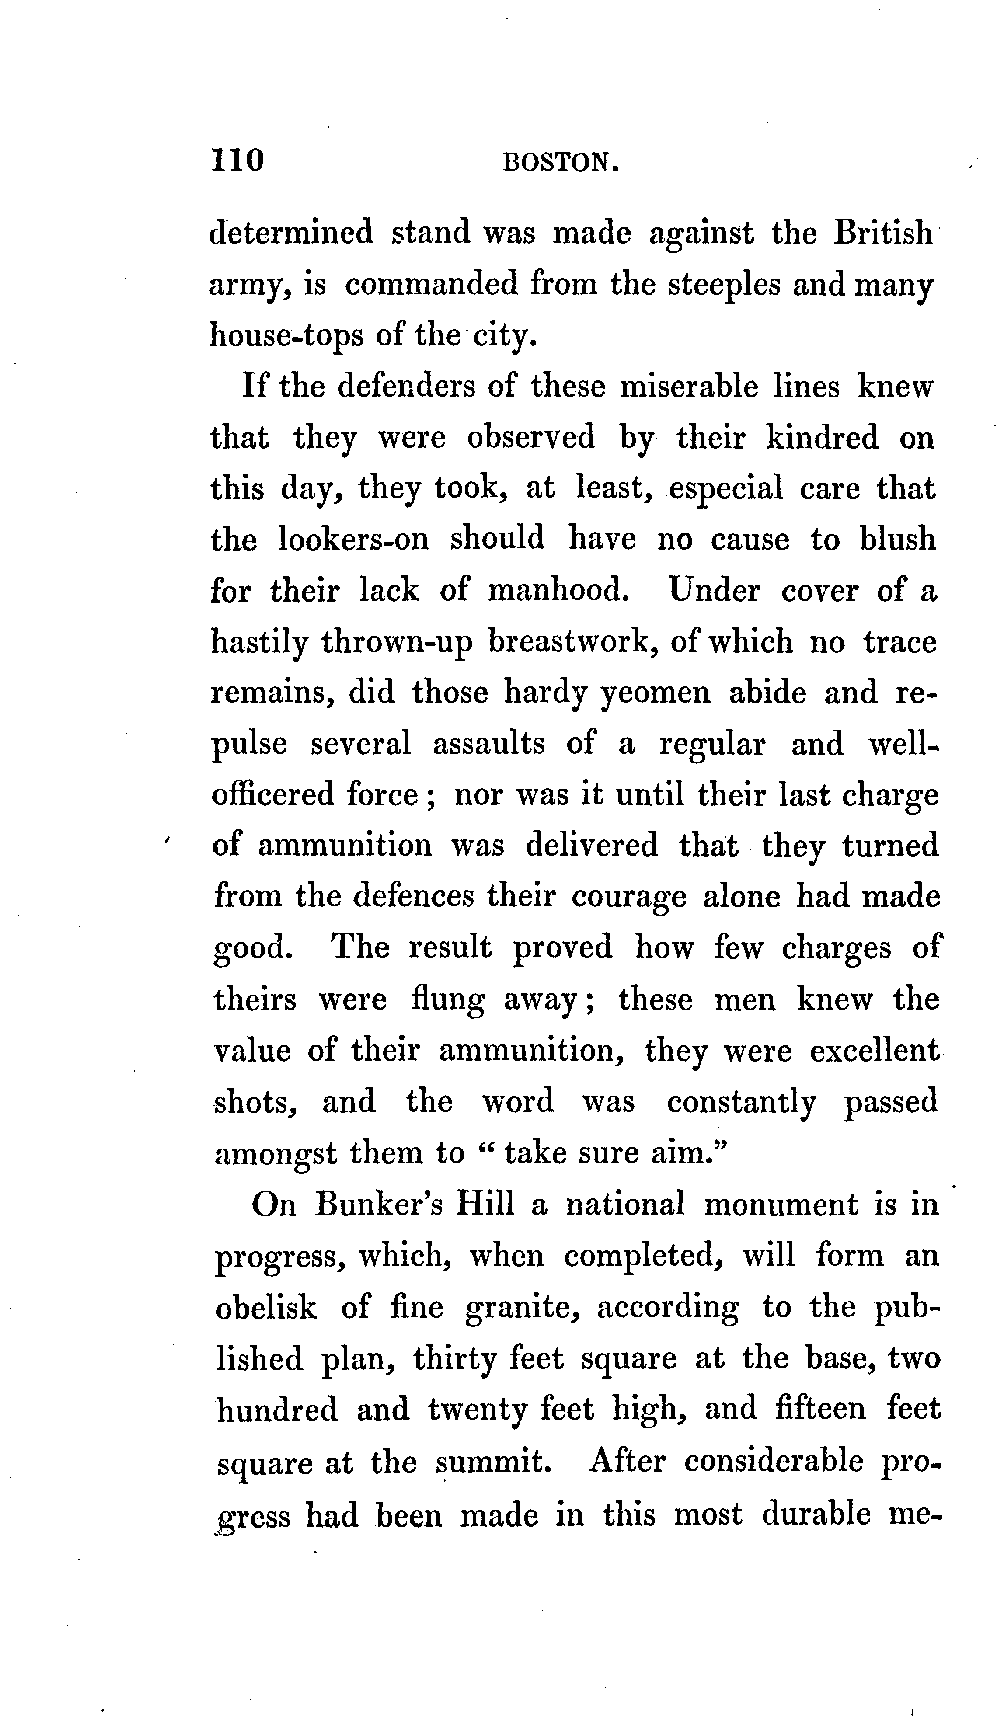 110 BOSTON.
determined stand was made against the British
army, is commanded from the steeples and many
house-tops of the city.
If the defenders of these miserable lines knew
that they were observed by their kindred on
this day, they took, at least, especial care that
the lookers-on should have no cause to blush
for their lack of manhood. Under cover of a
hastily thrown-up breastwork, of which no trace
remains, did those hardy yeomen abide and re-
pulse several assaults of a regular and well-
officered force; nor was it until their last charge
of ammunition was delivered that they turned
from the defences their courage alone had made
good. The result proved how few charges of
theirs were flung away; these men knew the
value of their ammunition, they were excellent
shots, and the word was constantly passed
amongst them to "take sure aim."
On Bunker's Hill a national monument is in
progress, which, when completed, will form an
obelisk of fine granite, according to the pub-
lished plan, thirty feet square at the base, two
hundred and twenty feet high, and fifteen feet
square at the summit. After considerable pro-
gress had been made in this most durable me-